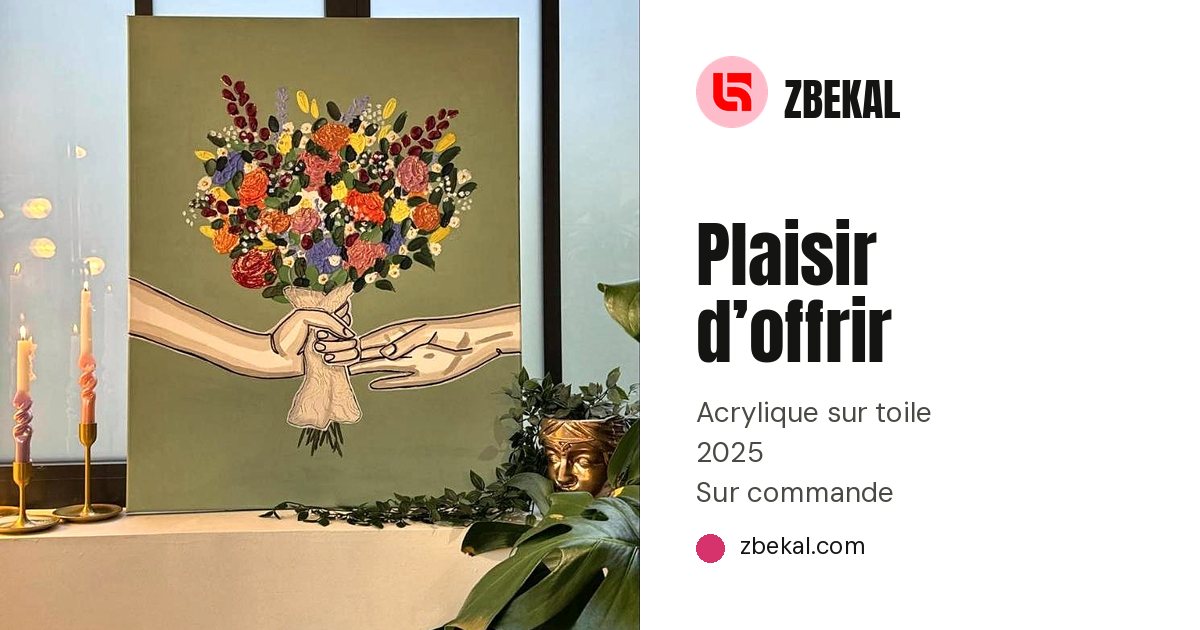 ZBEKAL
Plaisir
d’offrir
Acrylique sur toile
2025
Sur commande
zbekal.com